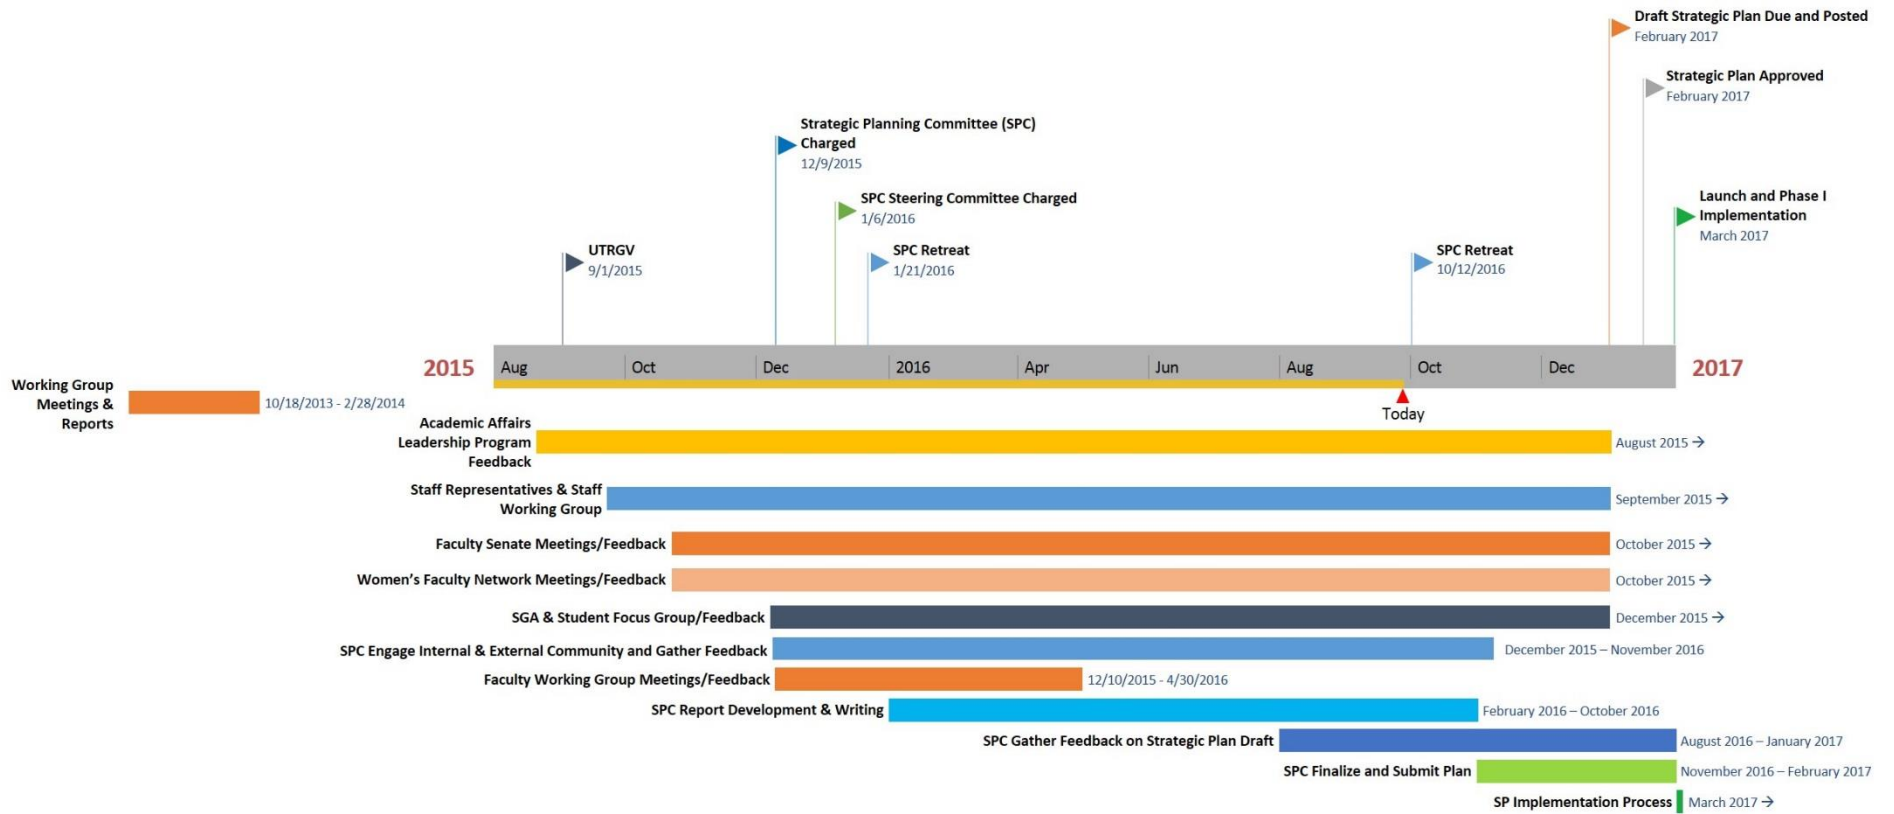 Draft Strategic Plan Due and Posted
February 2017
Strategic Plan Approved
February 2017
Strategic Planning Committee (SPC)
Charged
12/9/2015
SPC Steering Committee Charged
1/6/2016
Launch and Phase I
Implementation
March 2017
UTRGV
9/1/2015
SPC Retreat
1/21/2016
SPC Retreat
10/12/2016
2015 Aug Oct Dec 2016 Apr Jun Aug Oct Dec 2017
Today
Working Group
Meetings &
Reports
10/18/2013 - 2/28/2014
Academic Affairs
Leadership Program
Feedback
August 2015 →
Staff Representatives & Staff
Working Group
September 2015 →
Faculty Senate Meetings/Feedback
October 2015 →
Women’s Faculty Network Meetings/Feedback
October 2015 →
SGA & Student Focus Group/Feedback
December 2015 →
SPC Engage Internal & External Community and Gather Feedback
December 2015 – November 2016
Faculty Working Group Meetings/Feedback
12/10/2015 - 4/30/2016
SPC Report Development & Writing
February 2016 – October 2016
SPC Gather Feedback on Strategic Plan Draft
August 2016 – January 2017
SPC Finalize and Submit Plan
November 2016 – February 2017
SP Implementation Process
March 2017 →